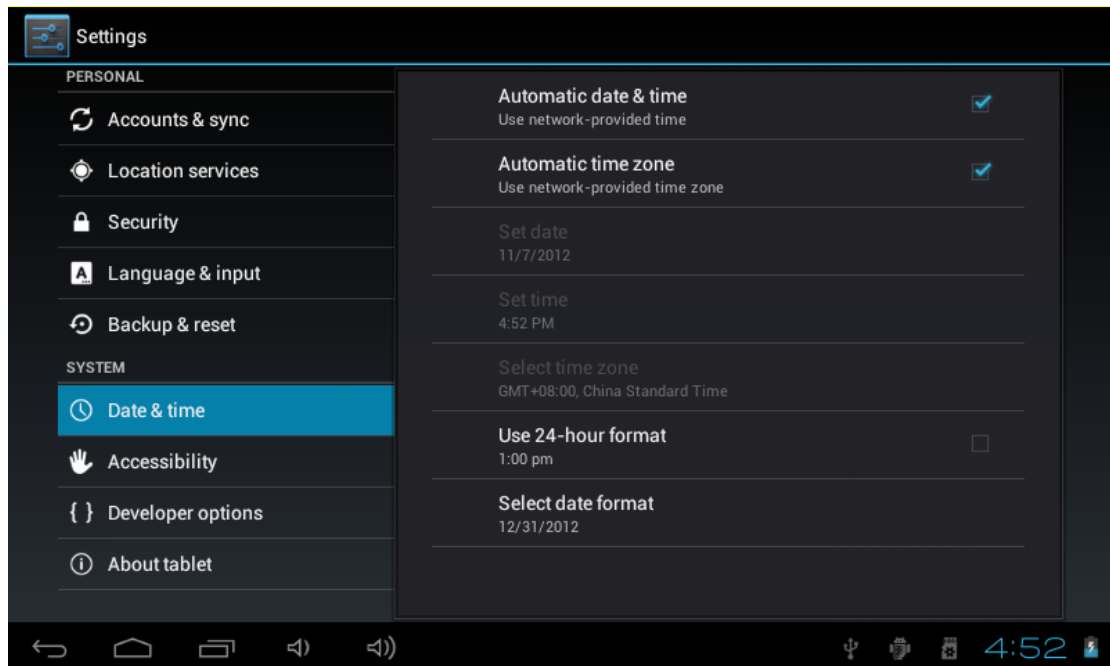 Settings
PERSONAL
Accounts & sync
Location services
Security
Language & input
Backup & reset
SYSTEM
Date & time
Accessibility
{ } Developer options
About tablet
Automatic date & time
Use network-provided time
Automatic time zone
Use network-provided time zone
Set date
11/7/2012
Set time
4:52 PM
Select time zone
GMT+08:00, China Standard Time
Use 24-hour format
1:00 pm
Select date format
12/31/2012
4:52